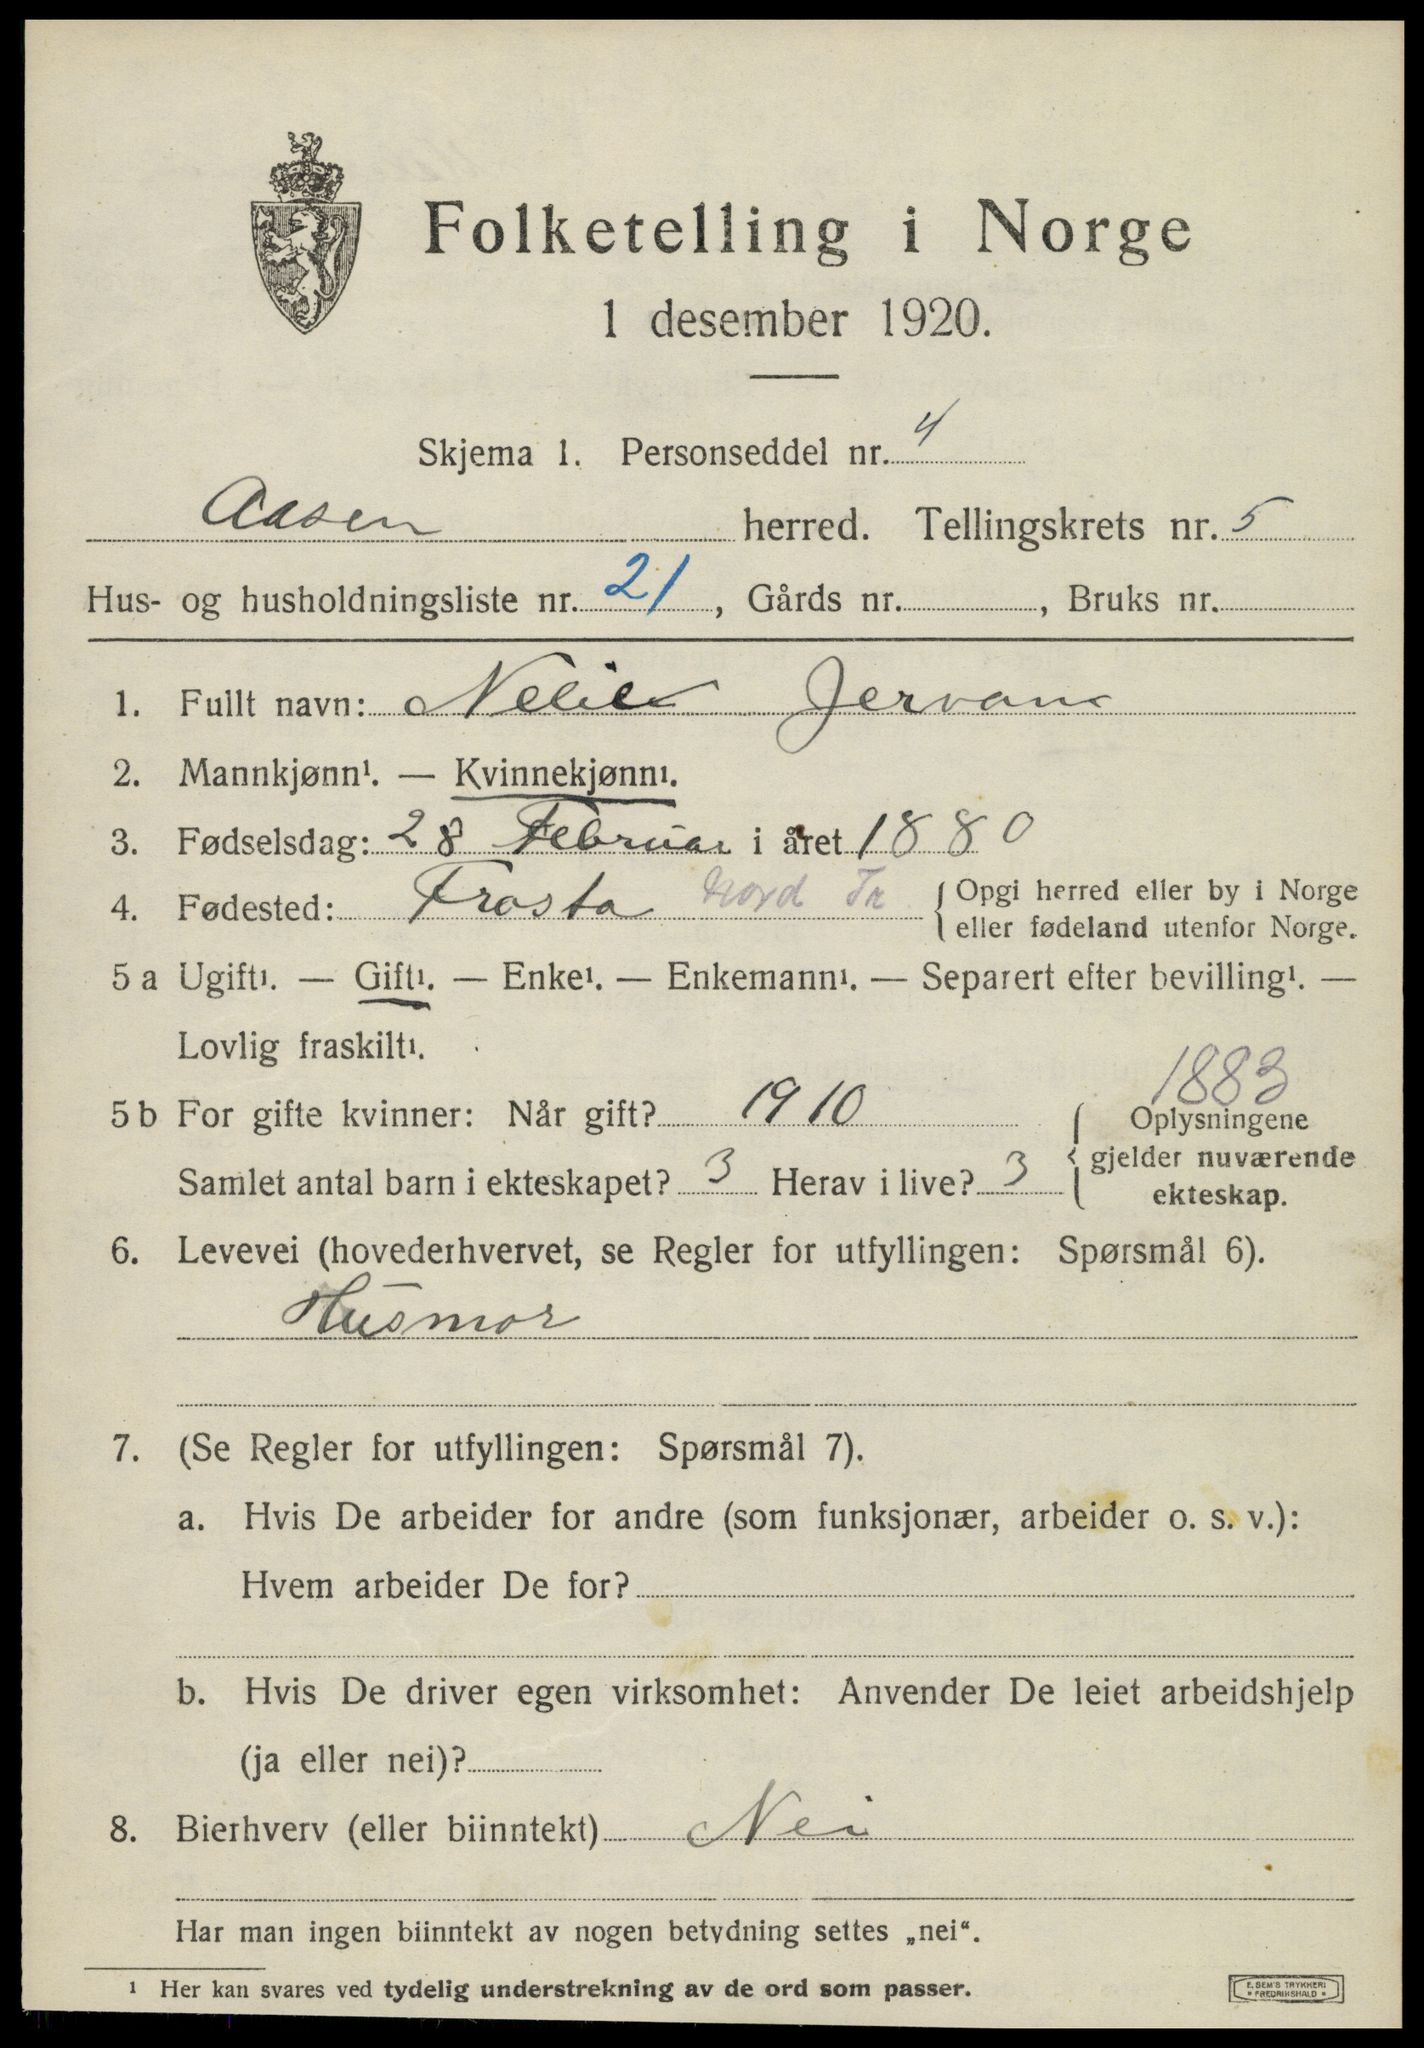 Folketelling i Norge
1 desember 1920.
Skjema 1. Personseddel nr. 4
Aasen herred. Tellingskrets nr. 5
Hus- og husholdningsliste nr. 21, Gårds nr. , Bruks nr.
1. Fullt navn: Jervan
2. Mannkjønn¹. — Kvinnekjønn¹.
3. Fødselsdag: 28 Februar i året 1880
4. Fødested: Frosta Nord Tr { Opgi herred eller by i Norge
eller fødeland utenfor Norge.
5 a Ugift¹. — Gift¹. — Enke¹. — Enkemann¹. — Separert efter bevilling¹. —
Lovlig fraskilt¹.
1883
5 b For gifte kvinner: Når gift? 1910 { Oplysningene
gjelder nuværende
Samlet antal barn i ekteskapet? 3 Herav i live? 3 ekteskap.
6. Levevei (hovederhvervet, se Regler for utfyllingen: Spørsmål 6).
Husmor
7. (Se Regler for utfyllingen: Spørsmål 7).
a. Hvis De arbeider for andre (som funksjonær, arbeider o. s. v.):
Hvem arbeider De for?
b. Hvis De driver egen virksomhet: Anvender De leiet arbeidshjelp
(ja eller nei)?
8. Bierhverv (eller biinntekt) Nei
Har man ingen biinntekt av nogen betydning settes „nei“.
¹ Her kan svares ved tydelig understrekning av de ord som passer.
E. SEM'S TRYKKERI
* FREDRIKSHALD *